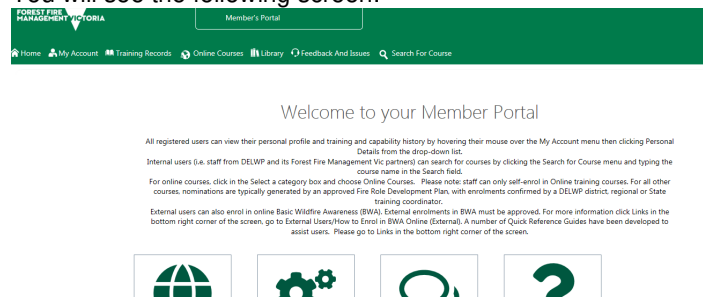 You will see the following screen:
FOREST FIRE
MANAGEMENT VICTORIA
Member's Portal
Home My Account Training Records Online Courses Library Feedback And Issues Search For Course
Welcome to your Member Portal
All registered users can view their personal profile and training and capability history by hovering their mouse over the My Account menu then clicking Personal
Details from the drop-down list.
Internal users (i.e. staff from DELWP and its Forest Fire Management Vic partners) can search for courses by clicking the Search for Course menu and typing the
course name in the Search field.
For online courses, click in the Select a category box and choose Online Courses. Please note: staff can only self-enrol in Online training courses. For all other
courses, nominations are typically generated by an approved Fire Role Development Plan, with enrolments confirmed by a DELWP district, regional or State
training coordinator.
External users can also enrol in online Basic Wildfire Awareness (BWA). External enrolments in BWA must be approved. For more information click Links in the
bottom right corner of the screen, go to External Users/How to Enrol in BWA Online (External). A number of Quick Reference Guides have been developed to
assist users. Please go to Links in the bottom right corner of the screen.